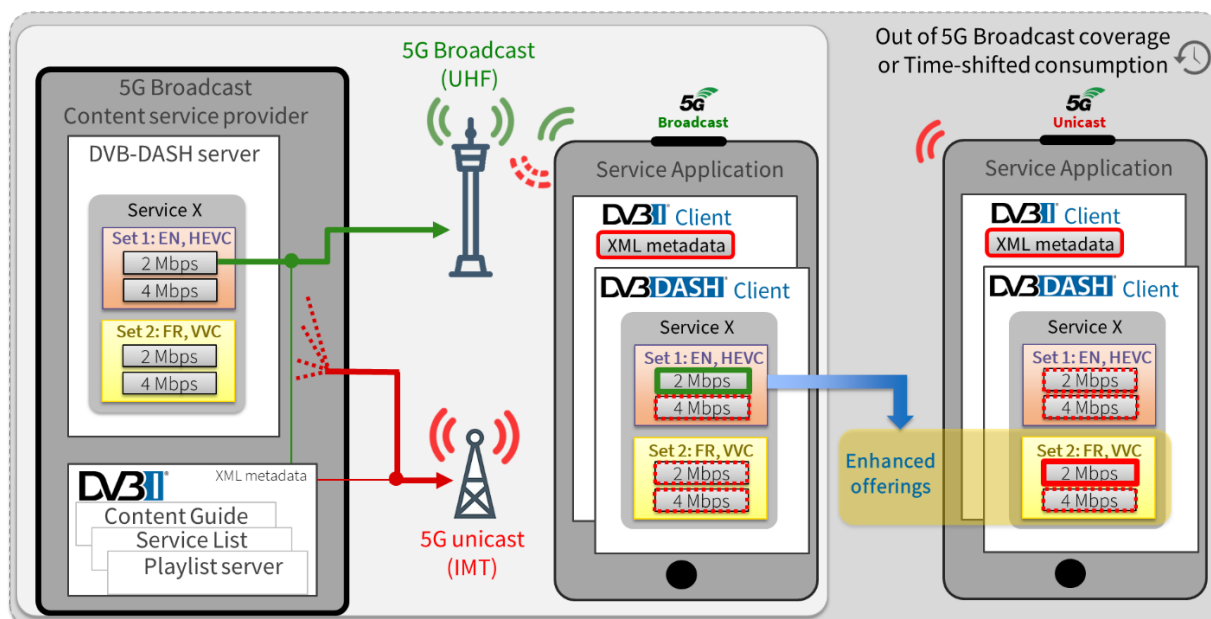 5G Broadcast
Content service provider
DVB-DASH server
Service X
Set 1: EN, HEVC
2 Mbps
4 Mbps
Set 2: FR, VVC
2 Mbps
4 Mbps
DVB I
XML metadata
Content Guide
Service List
Playlist server
5G Broadcast
(UHF)
5G unicast
(IMT)
5G
Broadcast
Service Application
DVB I Client
XML metadata
DVB DASH Client
Service X
Set 1: EN, HEVC
2 Mbps
4 Mbps
Set 2: FR, VVC
2 Mbps
4 Mbps
Enhanced
offerings
Out of 5G Broadcast coverage
or Time-shifted consumption
5G
Unicast
Service Application
DVB I Client
XML metadata
DVB DASH Client
Service X
Set 1: EN, HEVC
2 Mbps
4 Mbps
Set 2: FR, VVC
2 Mbps
4 Mbps